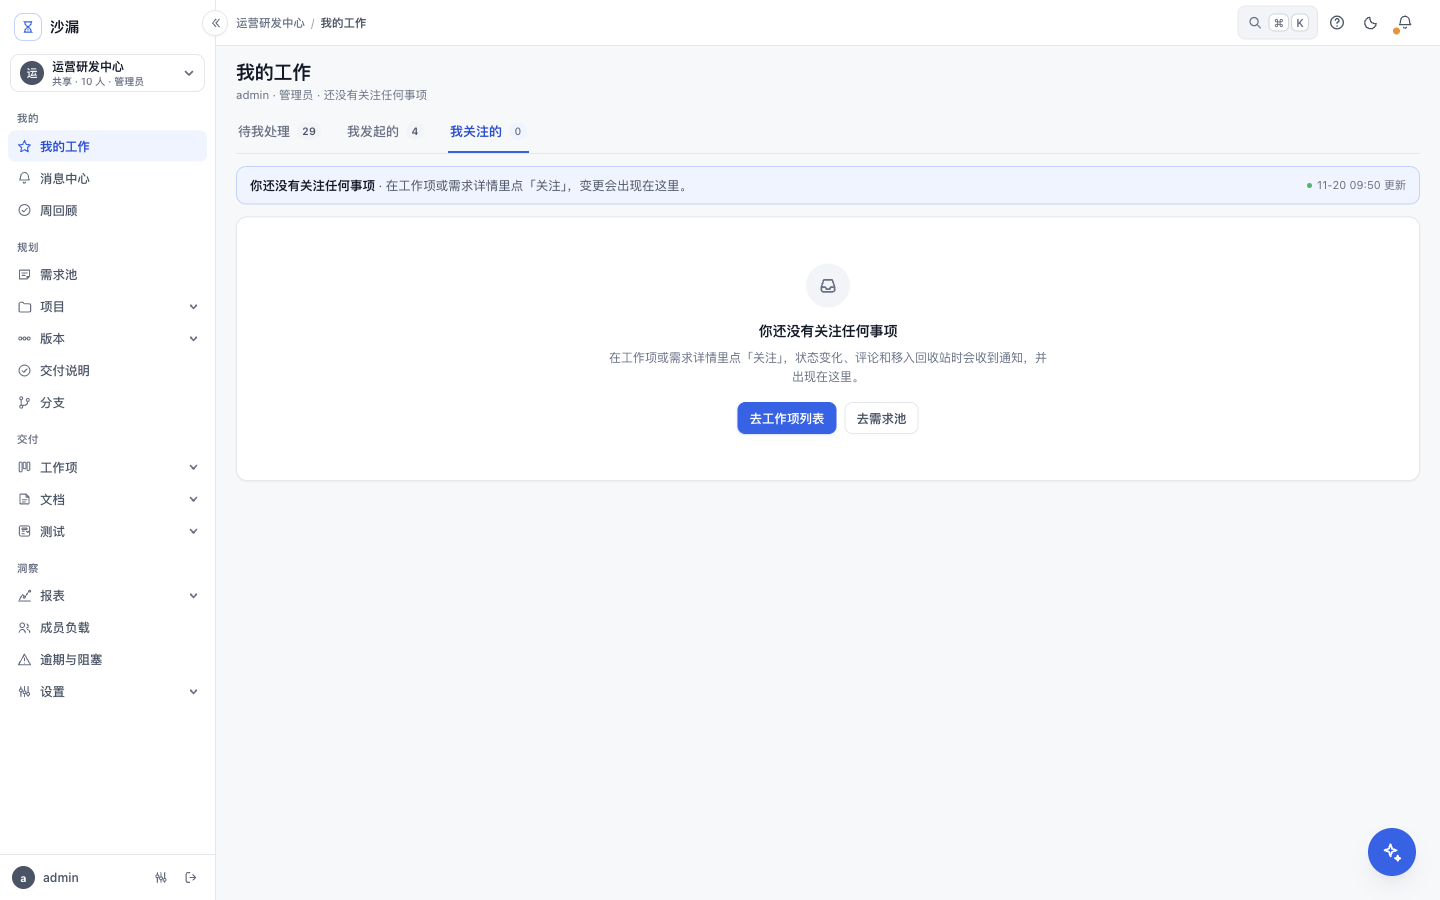 沙漏
运
运营研发中心
共享 · 10 人 · 管理员
我的
我的工作
消息中心
周回顾
规划
需求池
项目
版本
交付说明
分支
交付
工作项
文档
测试
洞察
报表
成员负载
逾期与阻塞
设置
a
admin
运营研发中心 / 我的工作
⌘ K
我的工作
admin · 管理员 · 还没有关注任何事项
待我处理 29
我发起的 4
我关注的 0
你还没有关注任何事项 · 在工作项或需求详情里点「关注」，变更会出现在这里。
11-20 09:50 更新
你还没有关注任何事项
在工作项或需求详情里点「关注」，状态变化、评论和移入回收站时会收到通知，并
出现在这里。
去工作项列表
去需求池